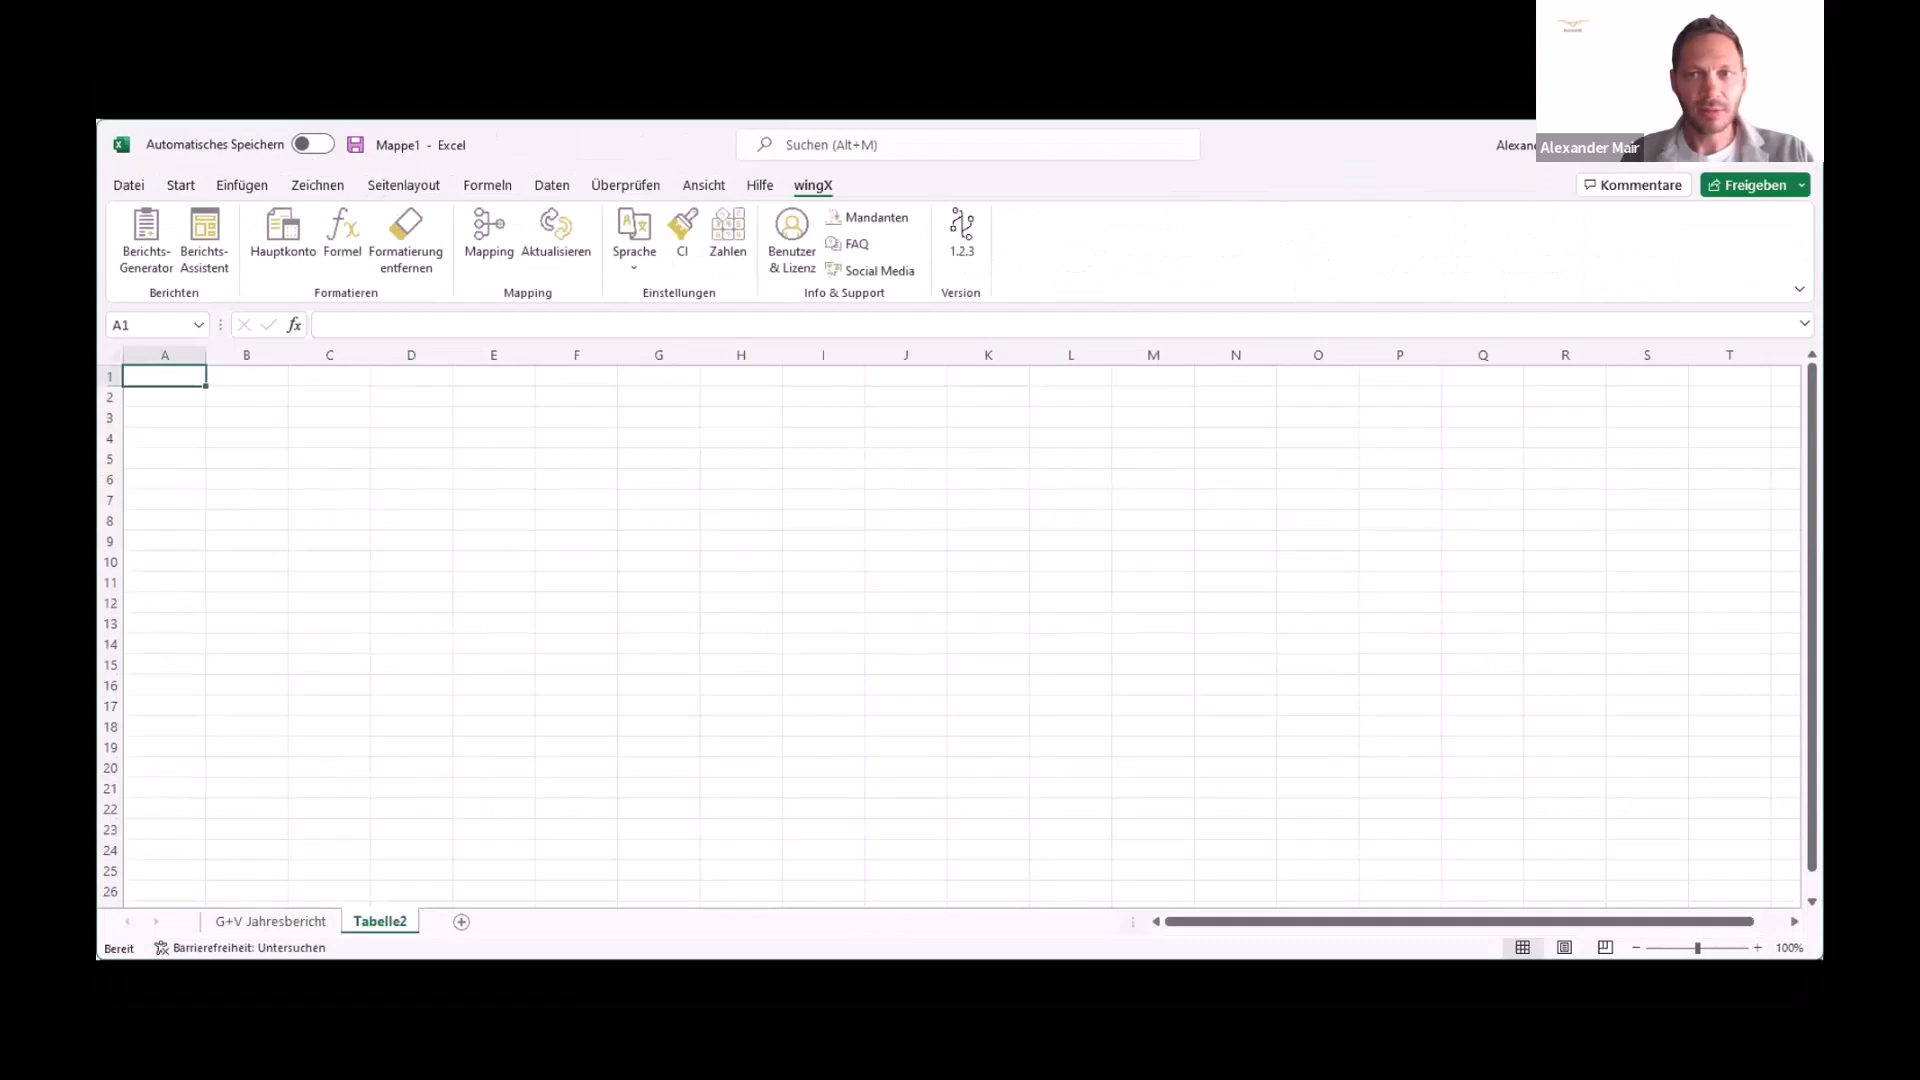 Alexander Mair
Automatisches Speichern
Mappe1 - Excel
Suchen (Alt+M)
Datei Start Einfügen Zeichnen Seitenlayout Formeln Daten Überprüfen Ansicht Hilfe wingX
Kommentare
Freigeben
Berichts-
Generator
Berichts-
Assistent
Berichten
Hauptkonto
Formel
Formatierung
entfernen
Formatieren
Mapping
Aktualisieren
Mapping
Sprache
CI
Zahlen
Einstellungen
Benutzer
& Lizenz
Mandanten
FAQ
Social Media
Info & Support
1.2.3
Version
A1
fx
A B C D E F G H I J K L M N O P Q R S T
1
2
3
4
5
6
7
8
9
10
11
12
13
14
15
16
17
18
19
20
21
22
23
24
25
26
G+V Jahresbericht Tabelle2
Bereit
Barrierefreiheit: Untersuchen
100%